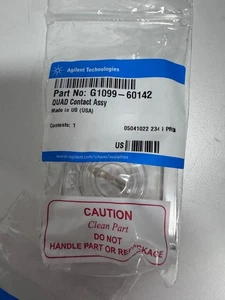 Agilent Technologies
Part No: G1099-60142
QUAD Contact Assy
Made in US (USA)
Contents: 1
US
CAUTION
Clean Part
DO NOT
HANDLE PART OR